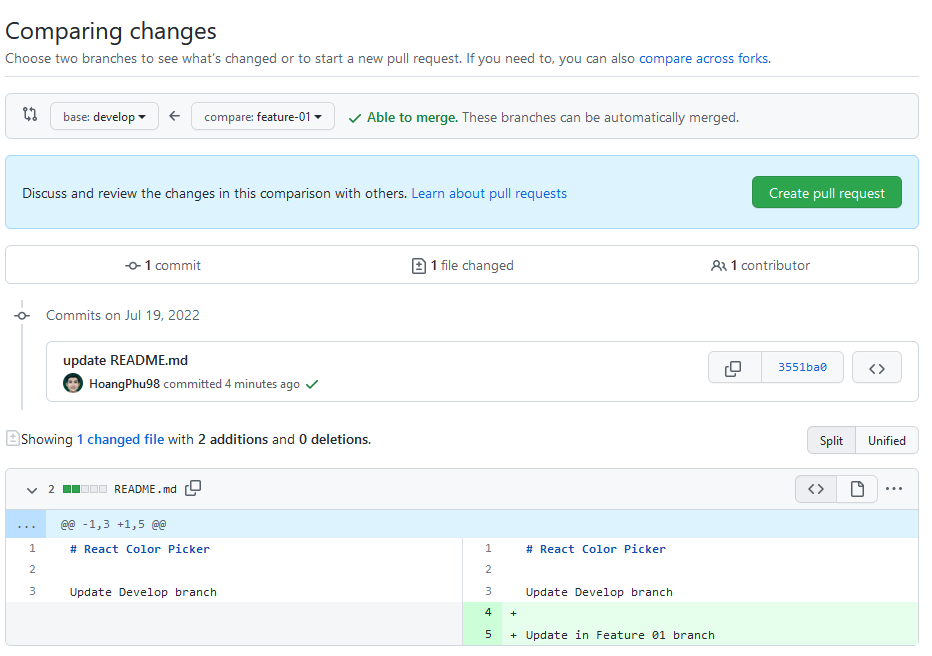 Comparing changes
Choose two branches to see what's changed or to start a new pull request. If you need to, you can also compare across forks.
base: develop compare: feature-01 Able to merge. These branches can be automatically merged.
Discuss and review the changes in this comparison with others. Learn about pull requests Create pull request
1 commit 1 file changed 1 contributor
Commits on Jul 19, 2022
update README.md
HoangPhu98 committed 4 minutes ago 3551ba0
Showing 1 changed file with 2 additions and 0 deletions. Split Unified
2 README.md
... @@ -1,3 +1,5 @@
1 # React Color Picker 1 # React Color Picker
2 2
3 Update Develop branch 3 Update Develop branch
4 +
5 + Update in Feature 01 branch